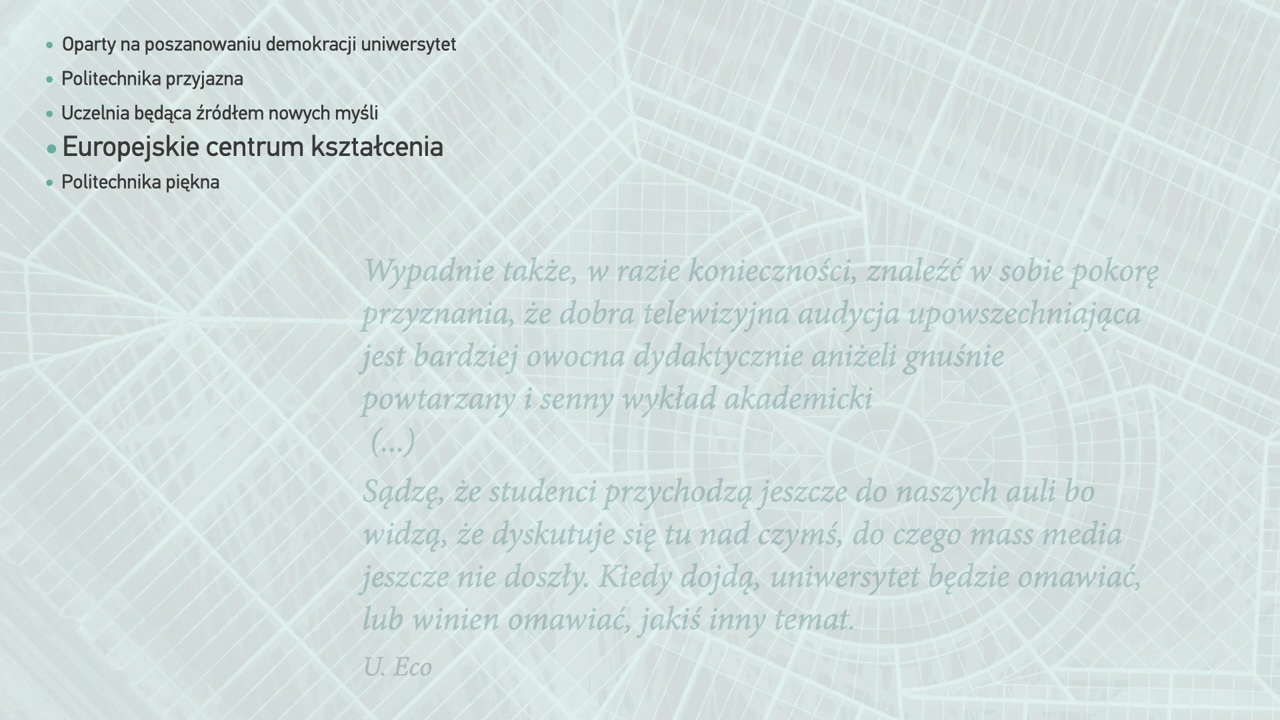 • Oparty na poszanowaniu demokracji uniwersytet
• Politechnika przyjazna
• Uczelnia będąca źródłem nowych myśli
• Europejskie centrum kształcenia
• Politechnika piękna
Wypadnie także, w razie konieczności, znaleźć w sobie pokorę
przyznania, że dobra telewizyjna audycja upowszechniająca
jest bardziej owocna dydaktycznie aniżeli gnuśnie
powtarzany i senny wykład akademicki
(...)
Sądzę, że studenci przychodzą jeszcze do naszych auli bo
widzą, że dyskutuje się tu nad czymś, do czego mass media
jeszcze nie doszły. Kiedy dojdą, uniwersytet będzie omawiać,
lub winien omawiać, jakiś inny temat.
U. Eco